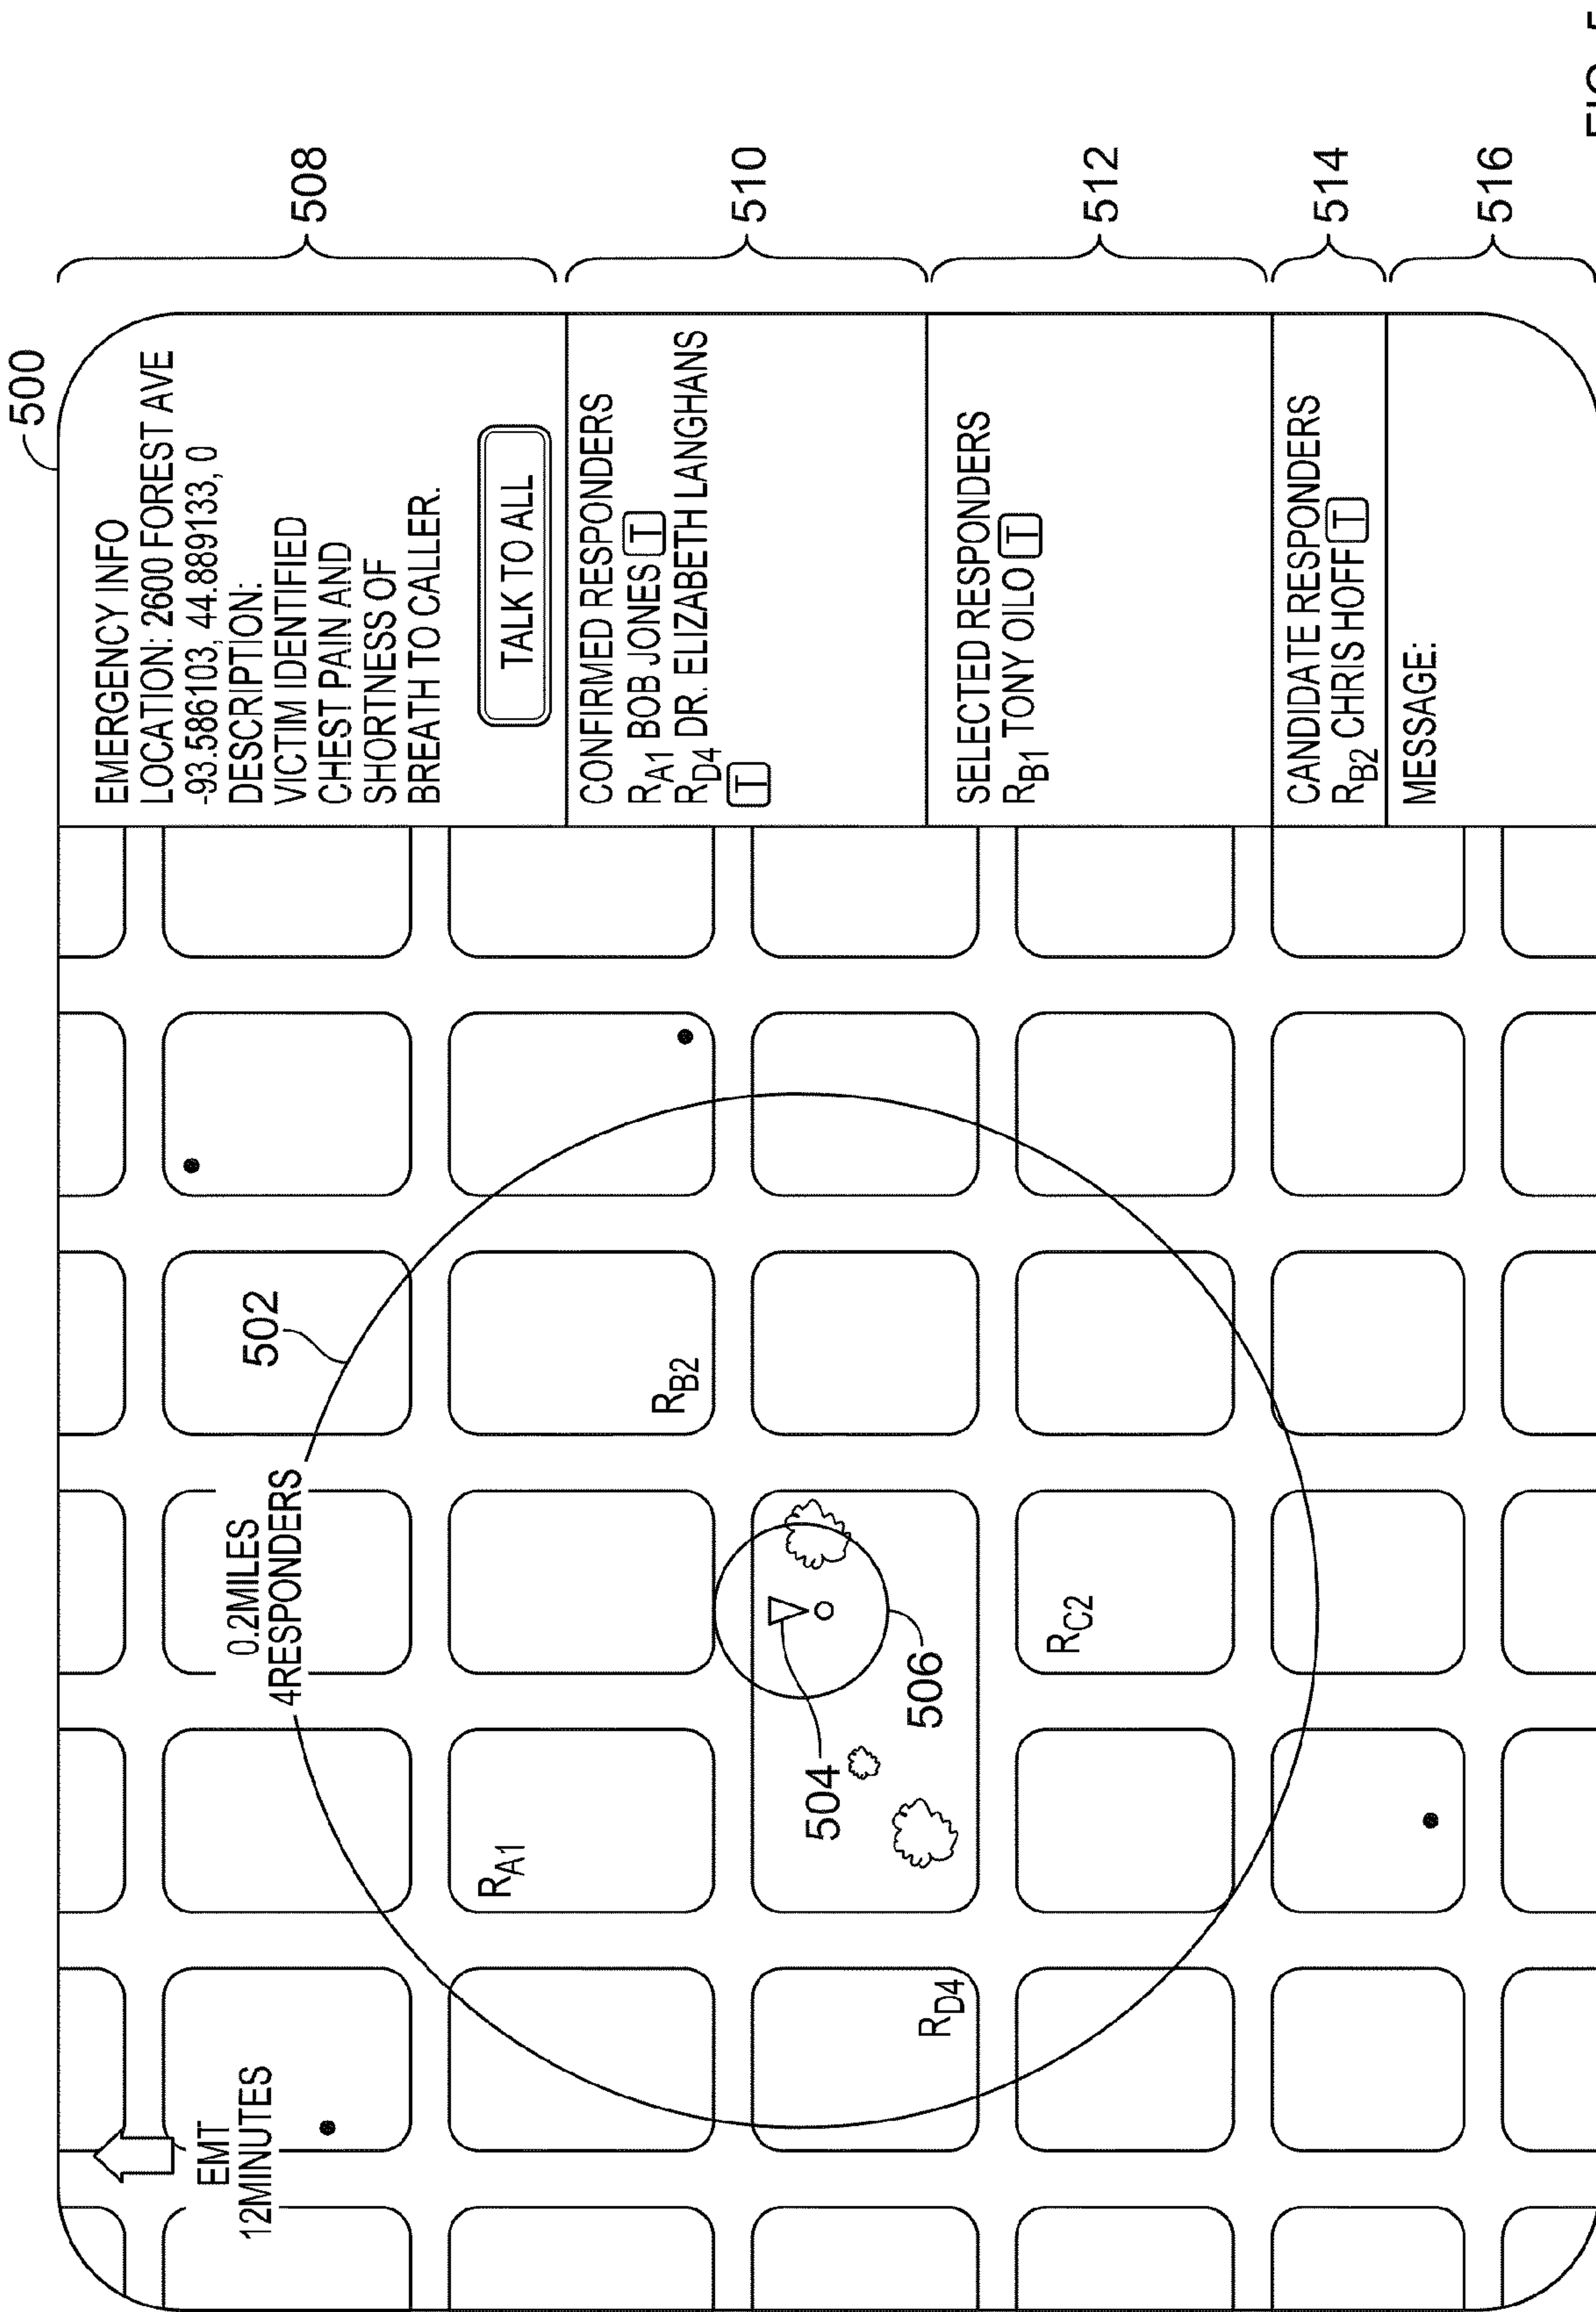 500
EMT
12MINUTES
0.2MILES
4RESPONDERS
502
RA1
RB2
504
506
RD4
RC2
EMERGENCY INFO
LOCATION: 2600 FOREST AVE
-93.586103, 44.889133, 0
DESCRIPTION:
VICTIM IDENTIFIED
CHEST PAIN AND
SHORTNESS OF
BREATH TO CALLER.
TALK TO ALL
508
CONFIRMED RESPONDERS
RA1 BOB JONES T
RD4 DR. ELIZABETH LANGHANS
T
510
SELECTED RESPONDERS
RB1 TONY OILO T
512
CANDIDATE RESPONDERS
RB2 CHRIS HOFF T
514
MESSAGE:
516